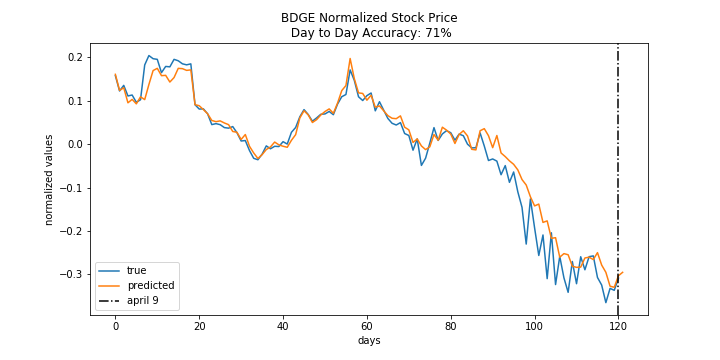 BDGE Normalized Stock Price
Day to Day Accuracy: 71%
normalized values
0.2
0.1
0.0
−0.1
−0.2
−0.3
true
predicted
april 9
0 20 40 60 80 100 120
days